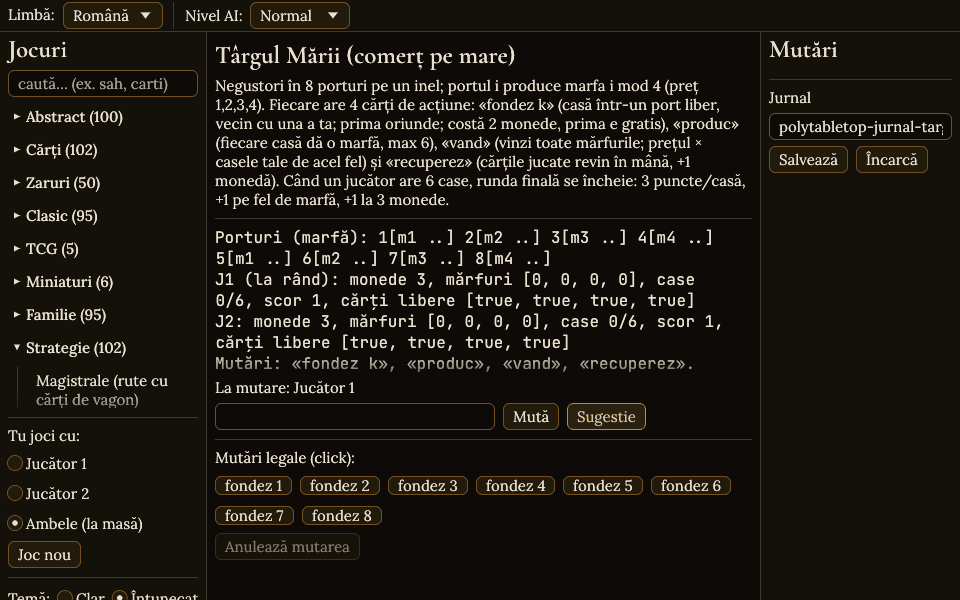 Limbă: Română ▼ Nivel AI: Normal ▼
Jocuri
caută... (ex. sah, carti)
▸ Abstract (100)
▸ Cărți (102)
▸ Zaruri (50)
▸ Clasic (95)
▸ TCG (5)
▸ Miniaturi (6)
▸ Familie (95)
▾ Strategie (102)
Magistrale (rute cu
cărți de vagon)
Tu joci cu:
Jucător 1
Jucător 2
Ambele (la masă)
Joc nou
Temă: Clar Întunecat
Târgul Mării (comerț pe mare)
Negustori în 8 porturi pe un inel; portul i produce marfa i mod 4 (preț
1,2,3,4). Fiecare are 4 cărți de acțiune: «fondez k» (casă într-un port liber,
vecin cu una a ta; prima oriunde; costă 2 monede, prima e gratis), «produc»
(fiecare casă dă o marfă, max 6), «vand» (vinzi toate mărfurile; prețul ×
casele tale de acel fel) și «recuperez» (cărțile jucate revin în mână, +1
monedă). Când un jucător are 6 case, runda finală se încheie: 3 puncte/casă,
+1 pe fel de marfă, +1 la 3 monede.
Porturi (marfă): 1[m1 ..] 2[m2 ..] 3[m3 ..] 4[m4 ..]
5[m1 ..] 6[m2 ..] 7[m3 ..] 8[m4 ..]
J1 (la rând): monede 3, mărfuri [0, 0, 0, 0], case
0/6, scor 1, cărți libere [true, true, true, true]
J2: monede 3, mărfuri [0, 0, 0, 0], case 0/6, scor 1,
cărți libere [true, true, true, true]
Mutări: «fondez k», «produc», «vand», «recuperez».
La mutare: Jucător 1
Mută Sugestie
Mutări legale (click):
fondez 1 fondez 2 fondez 3 fondez 4 fondez 5 fondez 6
fondez 7 fondez 8
Anulează mutarea
Mutări
Jurnal
polytabletop-jurnal-targ
Salvează Încarcă